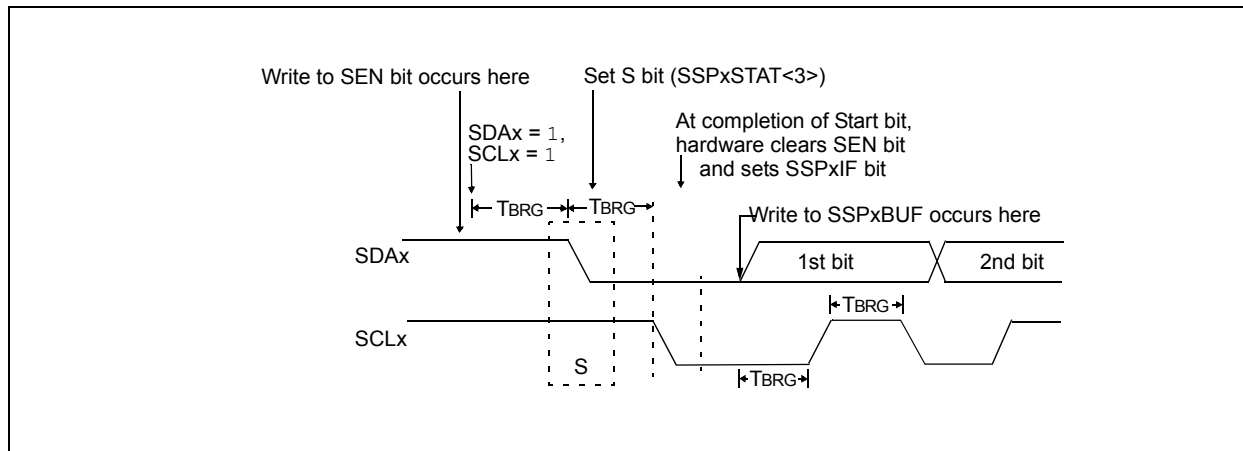 Write to SEN bit occurs here
Set S bit (SSPxSTAT<3>)
SDAx = 1,
SCLx = 1
At completion of Start bit,
hardware clears SEN bit
and sets SSPxIF bit
TBRG
TBRG
Write to SSPxBUF occurs here
SDAx
1st bit
2nd bit
TBRG
SCLx
S
TBRG